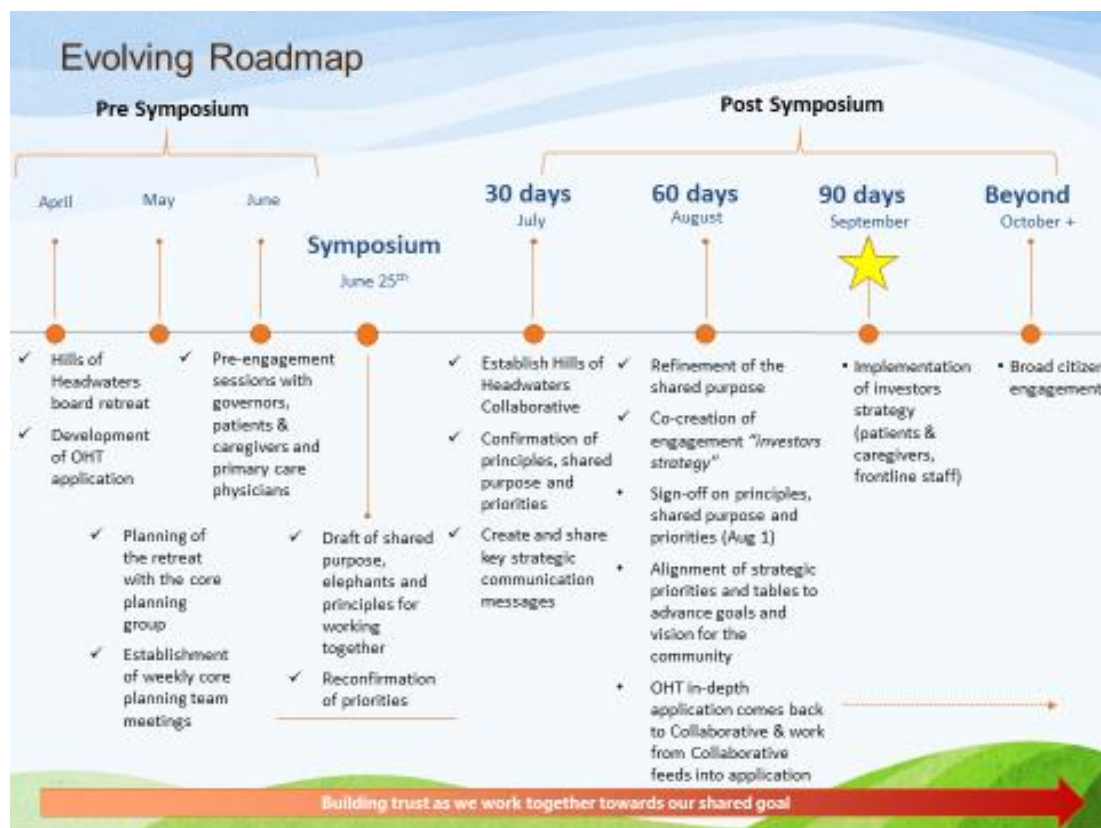 Evolving Roadmap
Pre Symposium
Post Symposium
April
May
June
Symposium
June 25th
30 days
July
60 days
August
90 days
September
Beyond
October +
✓ Hills of
Headwaters
board retreat
✓ Development
of OHT
application
✓ Planning of
the retreat
with the core
planning
group
✓ Establishment
of weekly core
planning team
meetings
✓ Pre-engagement
sessions with
governors,
patients &
caregivers and
primary care
physicians
✓ Draft of shared
purpose,
elephants and
principles for
working
together
✓ Reconfirmation
of priorities
✓ Establish Hills of
Headwaters
Collaborative
✓ Confirmation of
principles, shared
purpose and
priorities
✓ Create and share
key strategic
communication
messages
✓ Refinement of the
shared purpose
✓ Co-creation of
engagement "Investors
strategy"
• Sign-off on principles,
shared purpose and
priorities (Aug 1)
• Alignment of strategic
priorities and tables to
advance goals and
vision for the
community
• OHT in-depth
application comes back
to Collaborative & work
from Collaborative
feeds into application
• Implementation
of investors
strategy
(patients &
caregivers,
frontline staff)
• Broad citizen
engagement
Building trust as we work together towards our shared goal